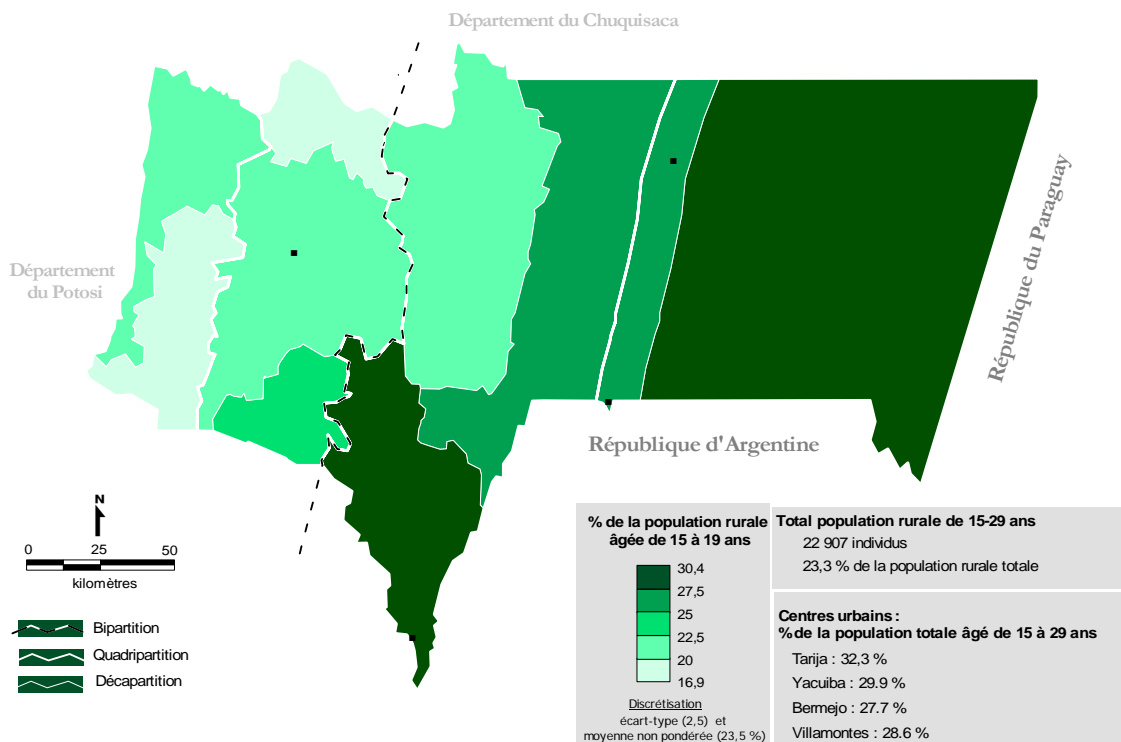 Département du Chuquisaca
Département
du Potosi
République du Paraguay
République d'Argentine
N
0 25 50
kilomètres
Bipartition
Quadripartition
Décapartition
% de la population rurale
âgée de 15 à 19 ans
30,4
27,5
25
22,5
20
16,9
Discrétisation
écart-type (2,5) et
moyenne non pondérée (23,5 %)
Total population rurale de 15-29 ans
22 907 individus
23,3 % de la population rurale totale
Centres urbains :
% de la population totale âgé de 15 à 29 ans
Tarija : 32,3 %
Yacuiba : 29.9 %
Bermejo : 27.7 %
Villamontes : 28.6 %